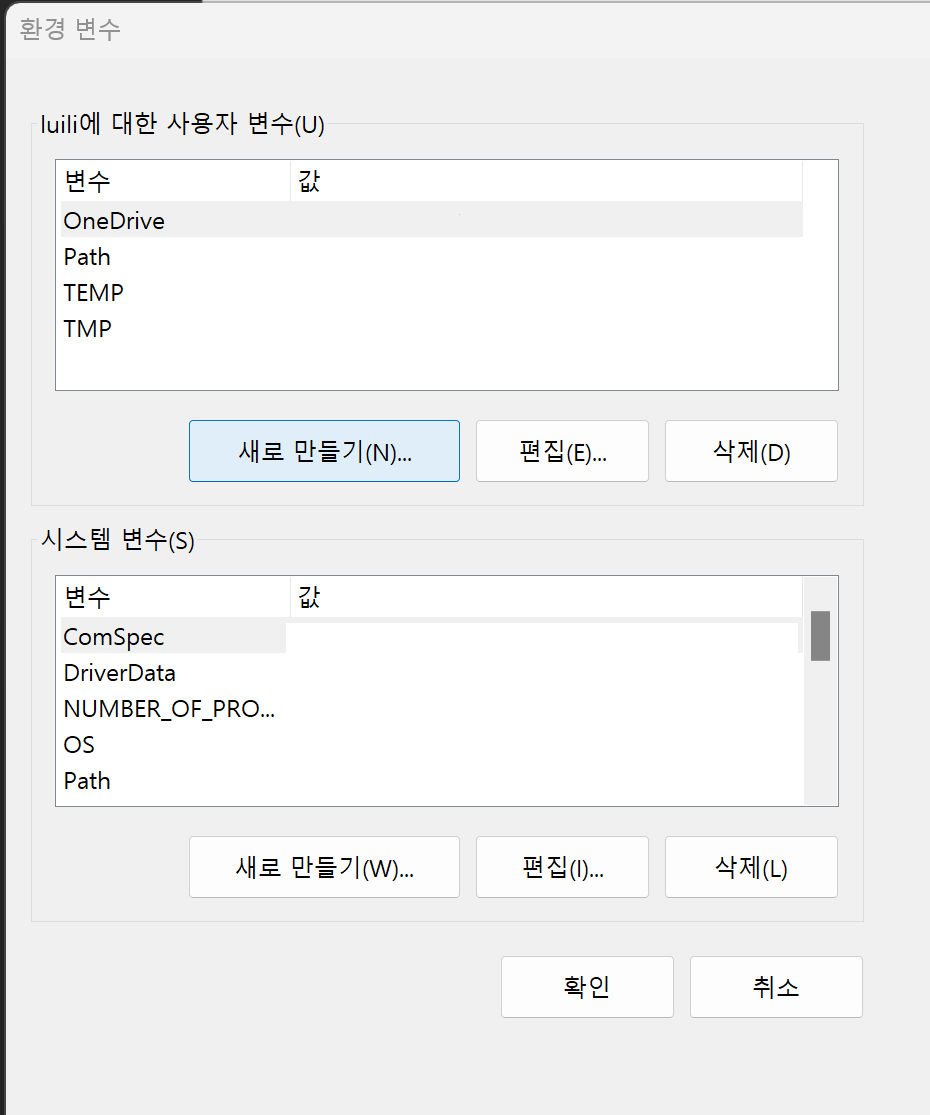 환경 변수
luili에 대한 사용자 변수(U)
변수 값
OneDrive
Path
TEMP
TMP
새로 만들기(N)... 편집(E)... 삭제(D)
시스템 변수(S)
변수 값
ComSpec
DriverData
NUMBER_OF_PRO...
OS
Path
새로 만들기(W)... 편집(I)... 삭제(L)
확인 취소